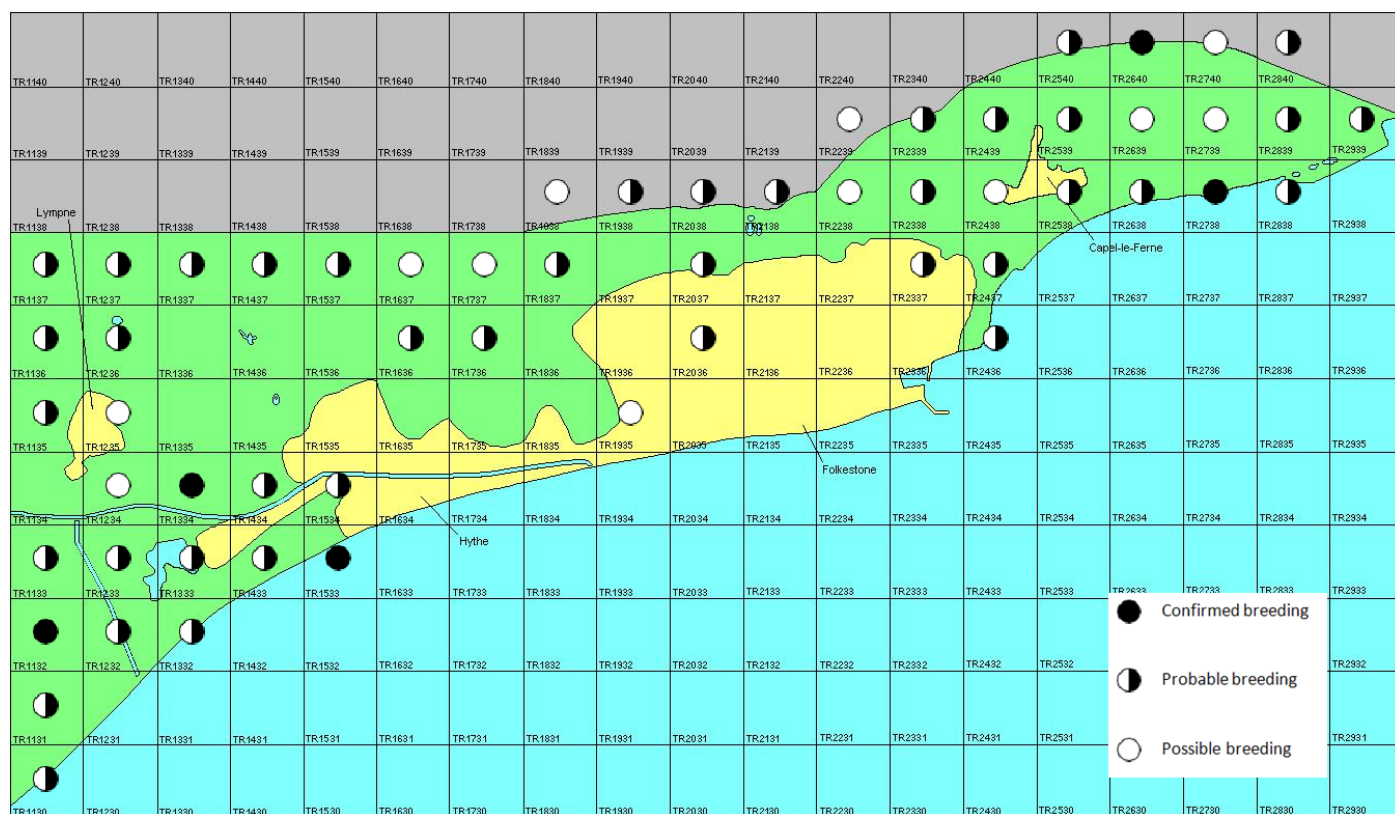 TR1140 TR1240 TR1340 TR1440 TR1540 TR1640 TR1740 TR1840 TR1940 TR2040 TR2140 TR2240 TR2340 TR2440 TR2540 TR2640 TR2740 TR2840
TR1139 TR1239 TR1339 TR1439 TR1539 TR1639 TR1739 TR1839 TR1939 TR2039 TR2139 TR2239 TR2339 TR2439 TR2539 TR2639 TR2739 TR2839 TR2939
Lympne
TR1138 TR1238 TR1338 TR1438 TR1538 TR1638 TR1738 TR1938 TR2038 TR2138 TR2238 TR2338 TR2438 TR2538 TR2638 TR2738 TR2838 TR2938
Capel-le-Ferne
TR1137 TR1237 TR1337 TR1437 TR1537 TR1637 TR1737 TR1837 TR1937 TR2037 TR2137 TR2237 TR2337 TR2437 TR2537 TR2637 TR2737 TR2837 TR2937
TR1136 TR1236 TR1336 TR1436 TR1536 TR1636 TR1736 TR1836 TR1936 TR2036 TR2136 TR2236 TR2336 TR2436 TR2536 TR2636 TR2736 TR2836 TR2936
TR1135 TR1235 TR1335 TR1435 TR1535 TR1635 TR1735 TR1835 TR1935 TR2035 TR2135 TR2235 TR2335 TR2435 TR2535 TR2635 TR2735 TR2835 TR2935
Folkestone
TR1134 TR1234 TR1334 TR1434 TR1534 TR1634 TR1734 TR1834 TR1934 TR2034 TR2134 TR2234 TR2334 TR2434 TR2534 TR2634 TR2734 TR2834 TR2934
Hythe
TR1133 TR1233 TR1333 TR1433 TR1533 TR1633 TR1733 TR1833 TR1933 TR2033 TR2133 TR2233 TR2333 TR2433 TR2533 TR2633 TR2733 TR2833 TR2933
Confirmed breeding
TR1132 TR1232 TR1332 TR1432 TR1532 TR1632 TR1732 TR1832 TR1932 TR2032 TR2132 TR2232 TR2332 TR2432 TR2532 TR2932
Probable breeding
TR1131 TR1231 TR1331 TR1431 TR1531 TR1631 TR1731 TR1831 TR1931 TR2031 TR2131 TR2231 TR2331 TR2431 TR2531 TR2931
Possible breeding
TR1130 TR1230 TR1330 TR1430 TR1530 TR1630 TR1730 TR1830 TR1930 TR2030 TR2130 TR2230 TR2330 TR2430 TR2530 TR2630 TR2730 TR2830 TR2930